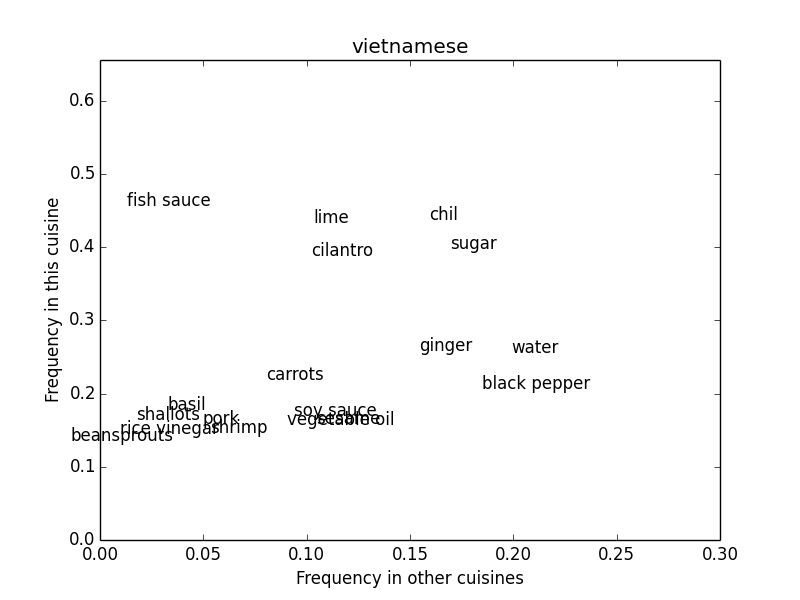 vietnamese
0.6
0.5
fish sauce
lime
chil
0.4
cilantro
sugar
0.3
ginger
water
carrots
black pepper
0.2
basil
shallots
pork
soy sauce
vegetable oil
sesame
rice vinegar
shrimp
beansprouts
0.1
0.0
0.00 0.05 0.10 0.15 0.20 0.25 0.30
Frequency in other cuisines
Frequency in this cuisine